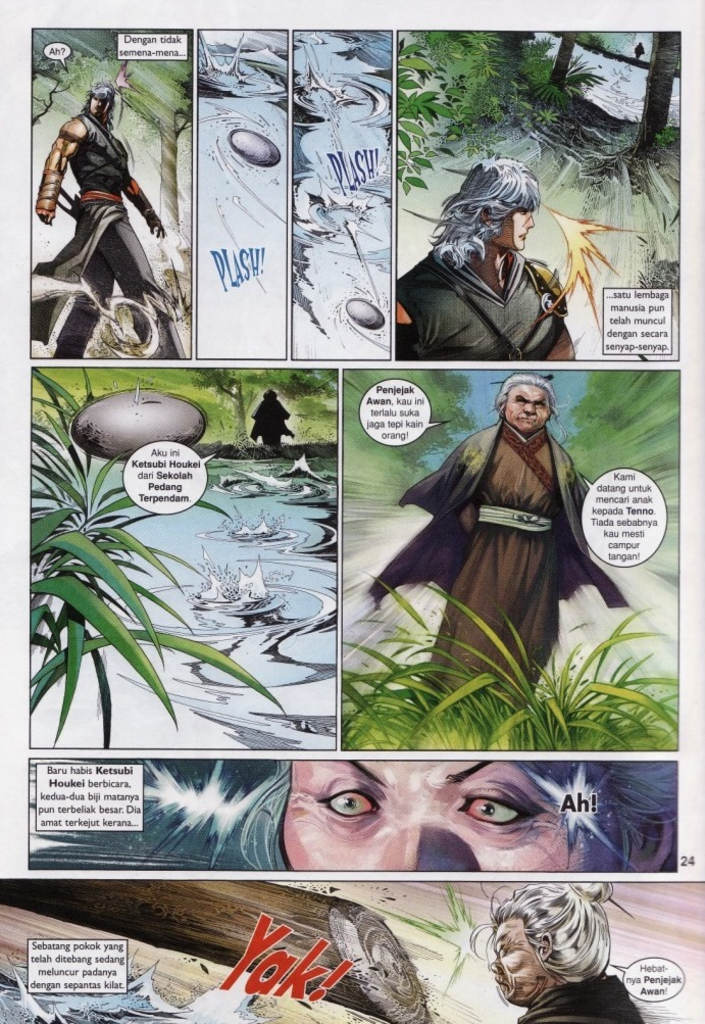 Ah?
Dengan tidak
semena-mena...
PLASH!
PLASH!
...satu lembaga
manusia pun
telah muncul
dengan secara
senyap-senyap.
Aku ini
Ketsubi Houkei
dari Sekolah
Pedang
Terpendam.
Penjejak
Awan, kau ini
terlalu suka
jaga tepi kain
orang!
Kami
datang untuk
mencari anak
kepada Tenno.
Tiada sebabnya
kau mesti
campur
tangan!
Baru habis Ketsubi
Houkei berbicara,
kedua-dua biji matanya
pun terbeliak besar. Dia
amat terkejut kerana...
Ah!
24
Sebatang pokok yang
telah ditebang sedang
meluncur padanya
dengan sepantas kilat.
Yak!
Hebat-
nya Penjejak
Awan!